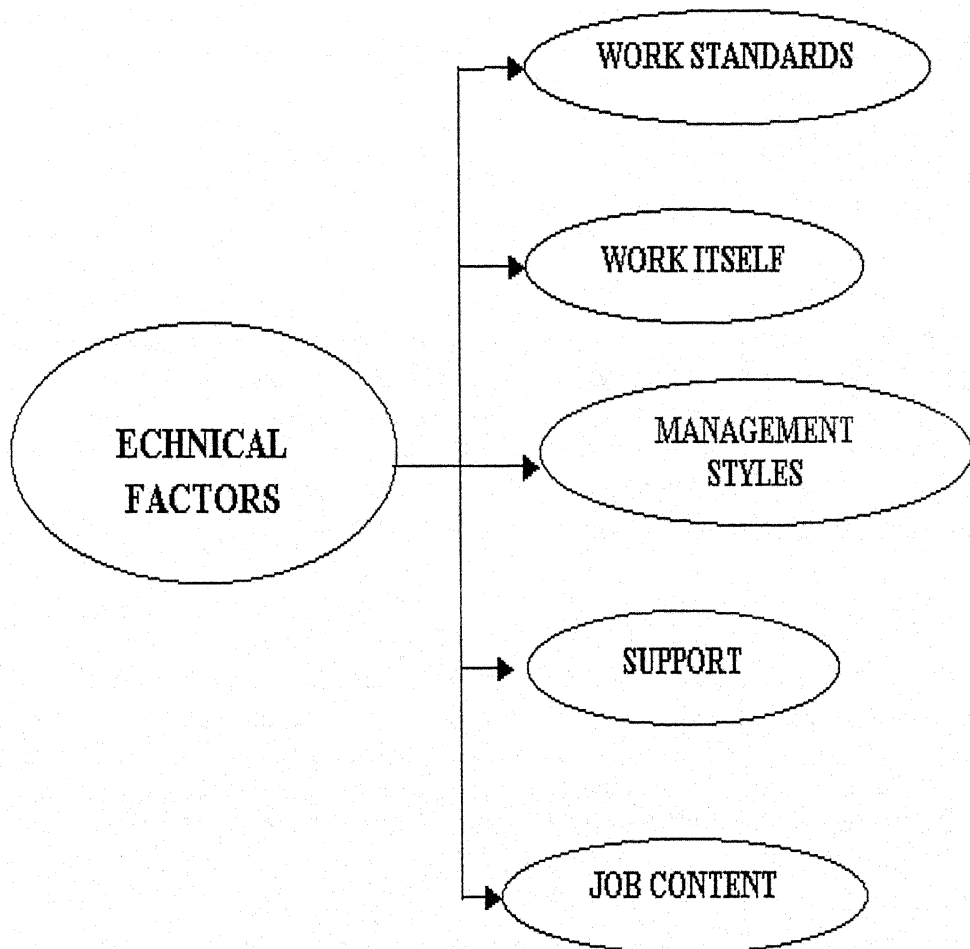 WORK STANDARDS
WORK ITSELF
ECHNICAL
FACTORS
MANAGEMENT
STYLES
SUPPORT
JOB CONTENT